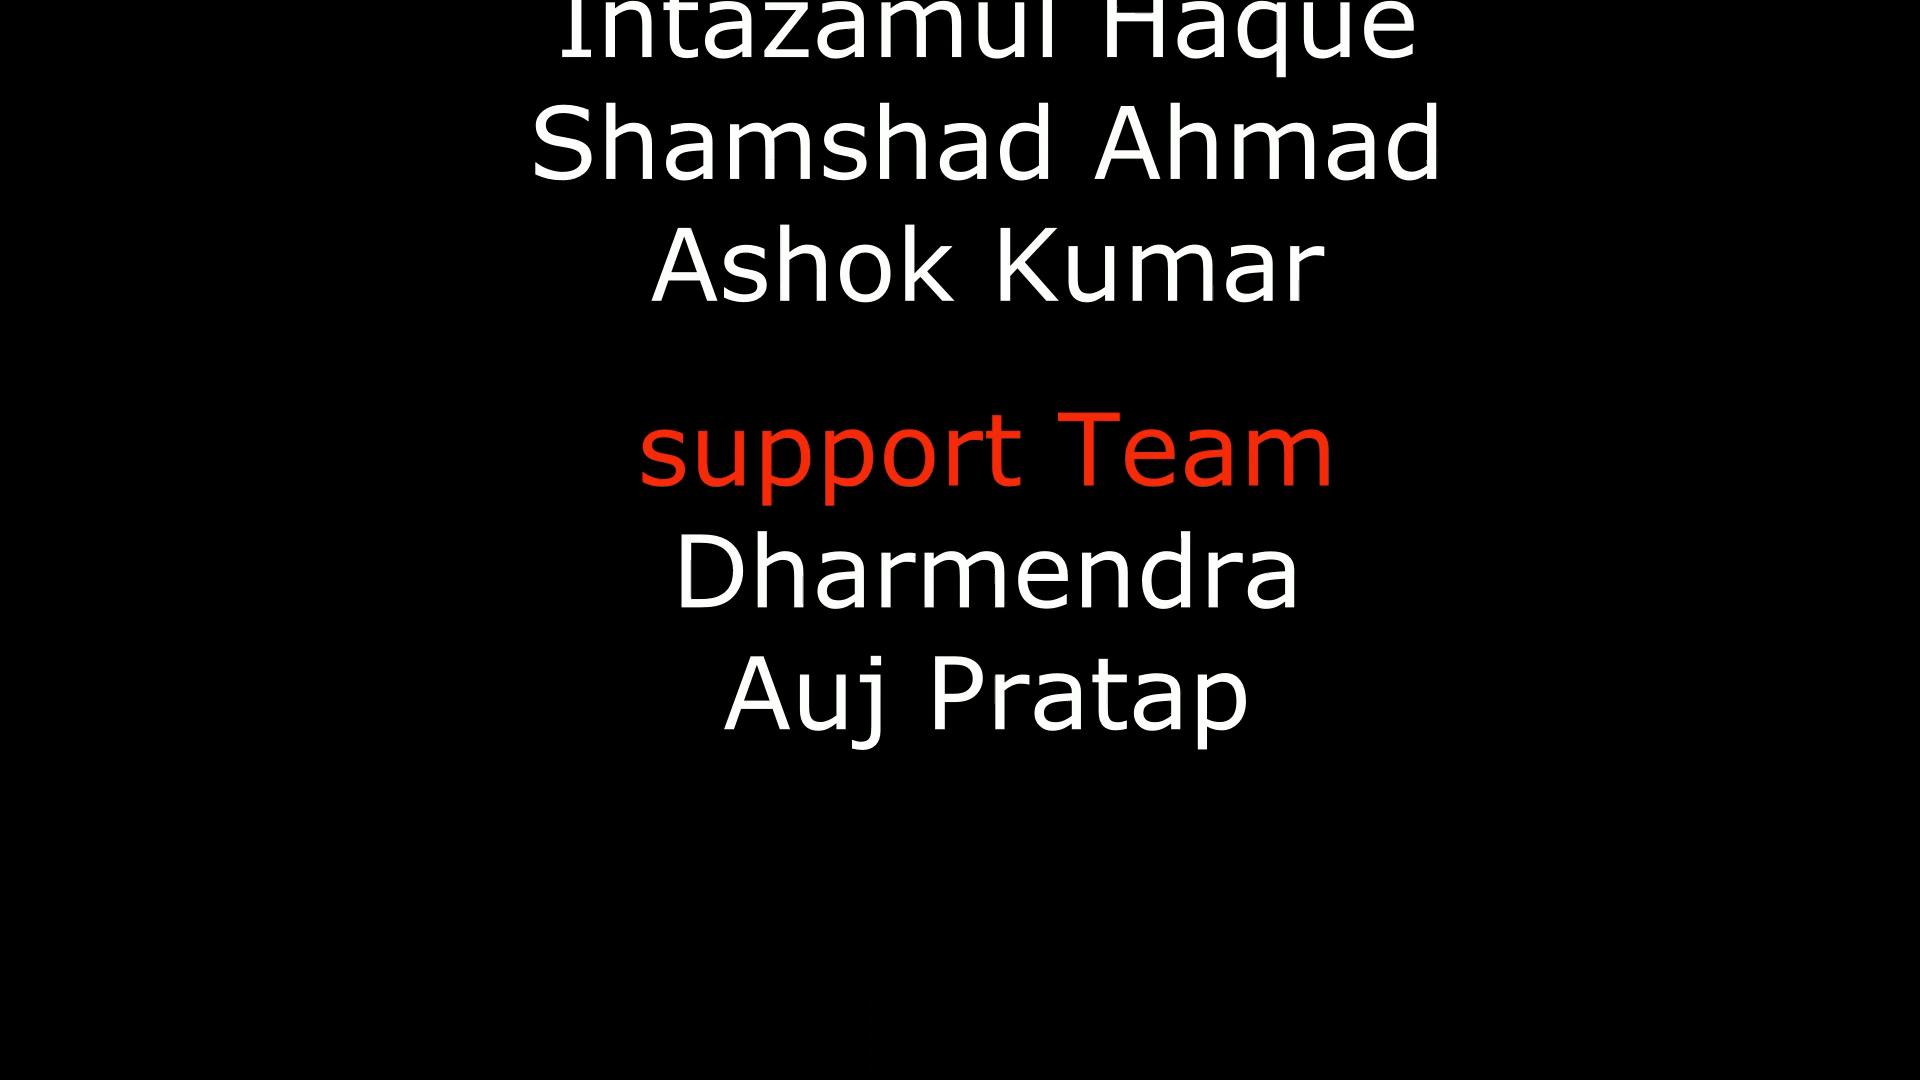 Intazamul Haque
Shamshad Ahmad
Ashok Kumar
support Team
Dharmendra
Auj Pratap